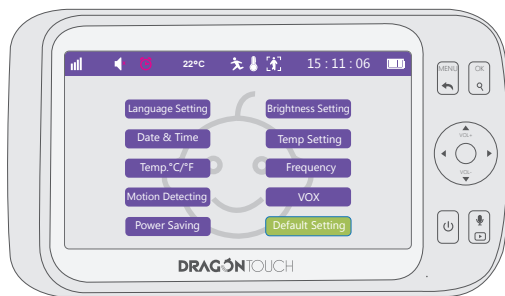 22°C
15 : 11 : 06
MENU
OK
Language Setting
Brightness Setting
Date & Time
Temp Setting
Temp.°C/°F
Frequency
Motion Detecting
VOX
Power Saving
Default Setting
VOL+
VOL-
DRAGONTOUCH